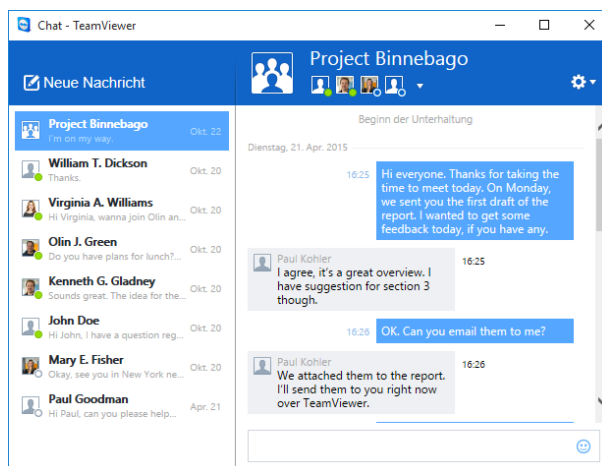 Chat - TeamViewer
Neue Nachricht
Project Binnebago
Project Binnebago
I'm on my way.
Okt. 22
William T. Dickson
Thanks.
Okt. 20
Virginia A. Williams
Hi Virginia, wanna join Olin an...
Okt. 20
Olin J. Green
Do you have plans for lunch?...
Okt. 20
Kenneth G. Gladney
Sounds great. The idea for the...
Okt. 20
John Doe
Hi John, I have a question reg...
Okt. 20
Mary E. Fisher
Okay, see you in New York ne...
Okt. 20
Paul Goodman
Hi Paul, can you please help...
Apr. 21
Beginn der Unterhaltung
Dienstag, 21. Apr. 2015
16:25
Hi everyone. Thanks for taking the
time to meet today. On Monday,
we sent you the first draft of the
report. I wanted to get some
feedback today, if you have any.
Paul Kohler
16:25
I agree, it's a great overview. I
have suggestion for section 3
though.
16:26
OK. Can you email them to me?
Paul Kohler
16:26
We attached them to the report.
I'll send them to you right now
over TeamViewer.